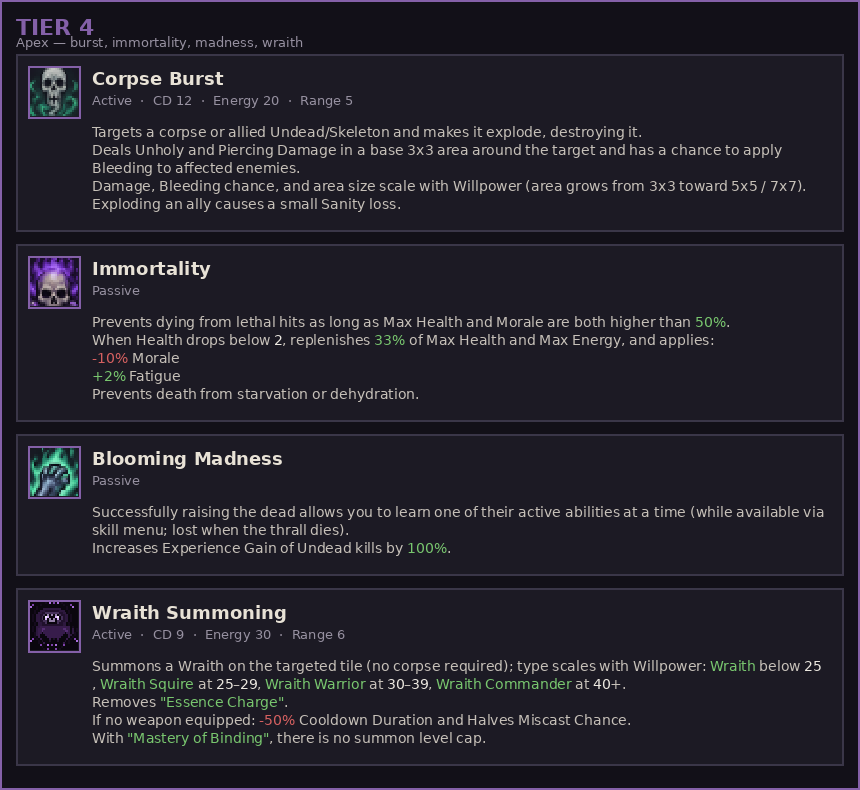 TIER 4
Apex — burst, immortality, madness, wraith
Corpse Burst
Active · CD 12 · Energy 20 · Range 5
Targets a corpse or allied Undead/Skeleton and makes it explode, destroying it.
Deals Unholy and Piercing Damage in a base 3x3 area around the target and has a chance to apply
Bleeding to affected enemies.
Damage, Bleeding chance, and area size scale with Willpower (area grows from 3x3 toward 5x5 / 7x7).
Exploding an ally causes a small Sanity loss.
Immortality
Passive
Prevents dying from lethal hits as long as Max Health and Morale are both higher than 50%.
When Health drops below 2, replenishes 33% of Max Health and Max Energy, and applies:
-10% Morale
+2% Fatigue
Prevents death from starvation or dehydration.
Blooming Madness
Passive
Successfully raising the dead allows you to learn one of their active abilities at a time (while available via
skill menu; lost when the thrall dies).
Increases Experience Gain of Undead kills by 100%.
Wraith Summoning
Active · CD 9 · Energy 30 · Range 6
Summons a Wraith on the targeted tile (no corpse required); type scales with Willpower: Wraith below 25
, Wraith Squire at 25–29, Wraith Warrior at 30–39, Wraith Commander at 40+.
Removes "Essence Charge".
If no weapon equipped: -50% Cooldown Duration and Halves Miscast Chance.
With "Mastery of Binding", there is no summon level cap.